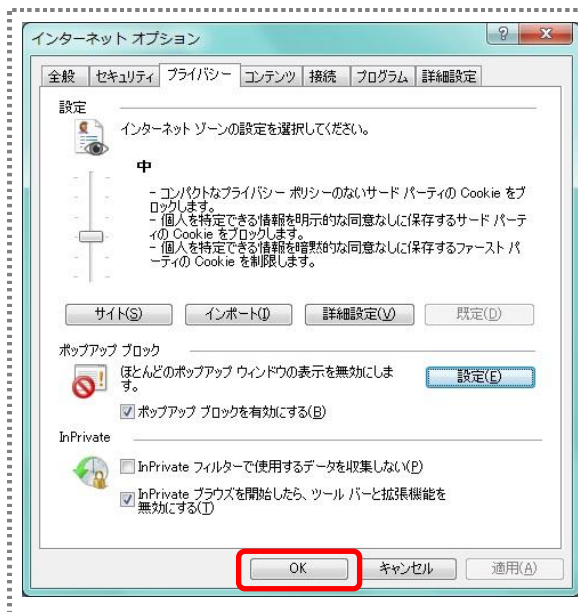 インターネット オプション
全般 セキュリティ プライバシー コンテンツ 接続 プログラム 詳細設定
設定
インターネット ゾーンの設定を選択してください。
中
- コンパクトなプライバシー ポリシーのないサード パーティの Cookie をブ
ロックします。
- 個人を特定できる情報を明示的な同意なしに保存するサード パーテ
ィの Cookie をブロックします。
- 個人を特定できる情報を暗黙的な同意なしに保存するファースト パ
ーティの Cookie を制限します。
サイト(S) インポート(I) 詳細設定(V) 既定(D)
ポップアップ ブロック
ほとんどのポップアップ ウィンドウの表示を無効にしま
す。
設定(E)
ポップアップ ブロックを有効にする(B)
InPrivate
InPrivate フィルターで使用するデータを収集しない(P)
InPrivate ブラウズを開始したら、ツール バーと拡張機能を
無効にする(T)
OK キャンセル 適用(A)